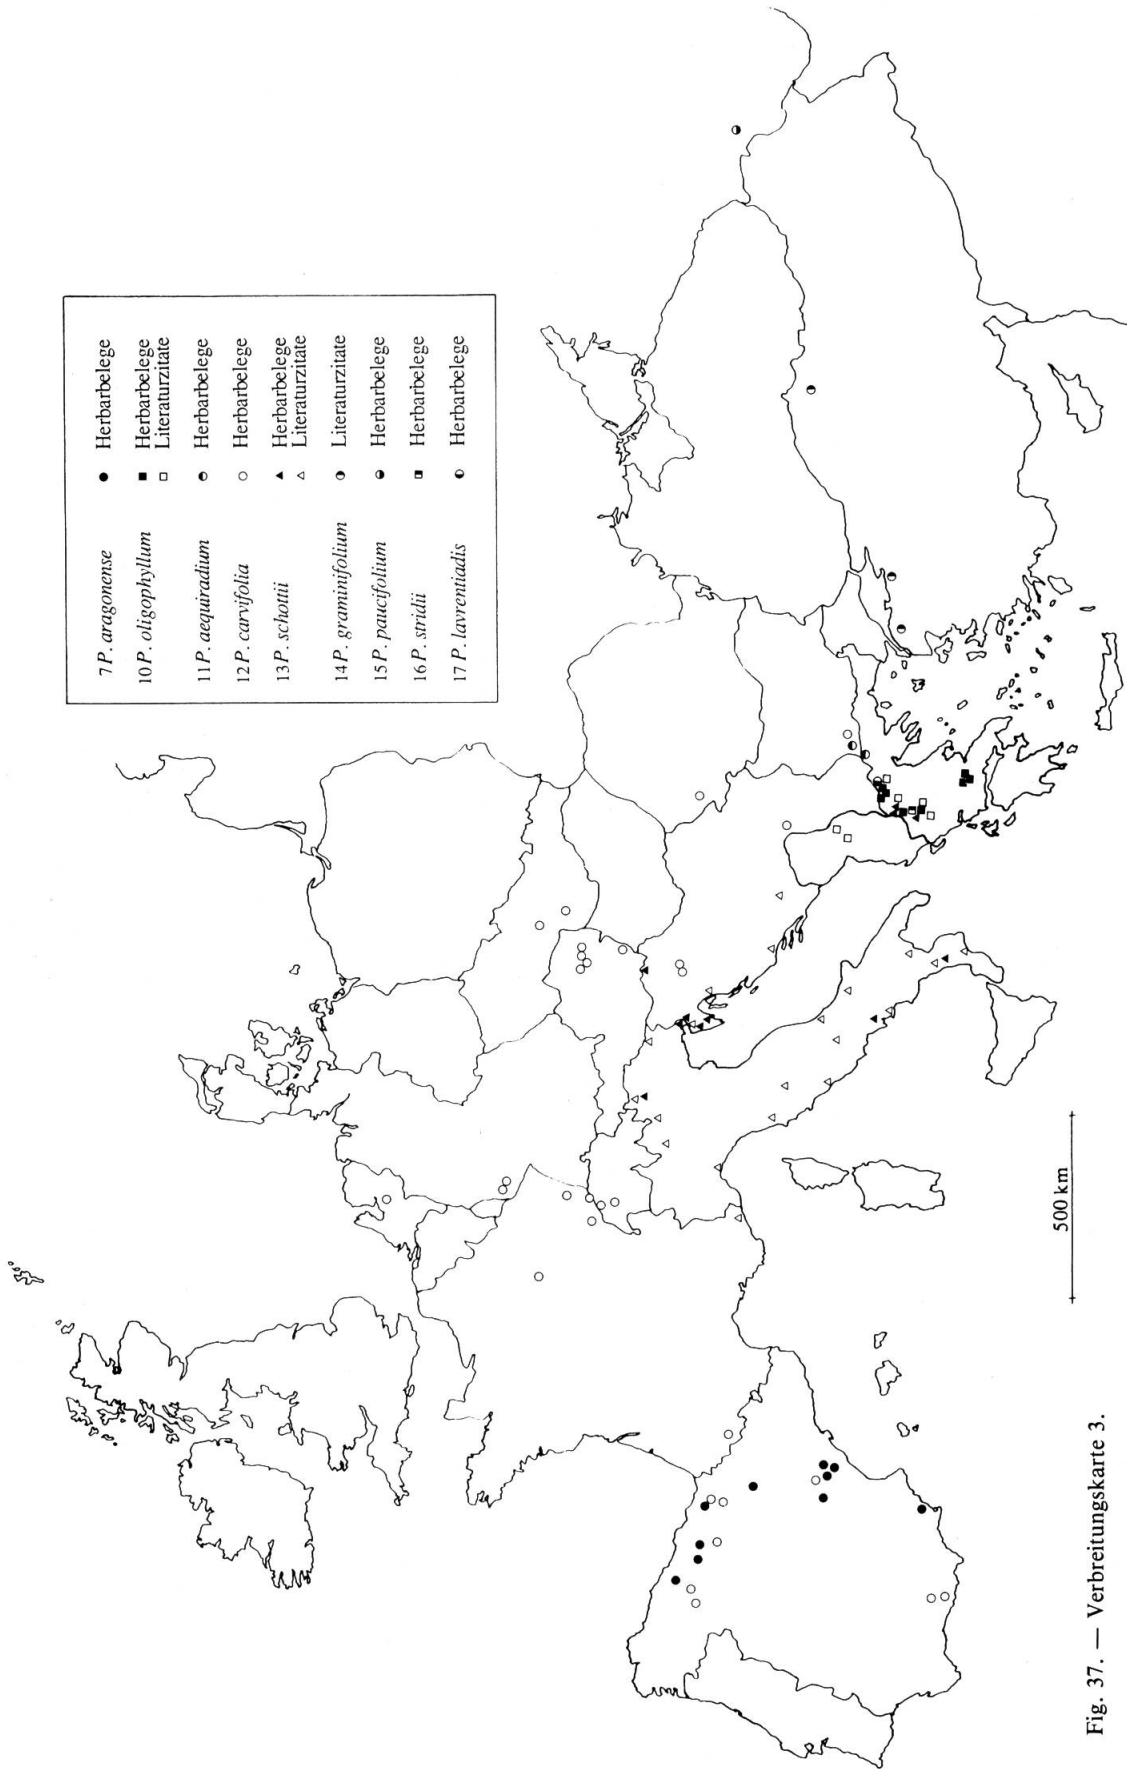 7 P. aragonense ● Herbarbelege
10 P. oligophyllum ■ Herbarbelege
□ Literaturzitate
11 P. aequiradium ◓ Herbarbelege
12 P. carvifolia ○ Herbarbelege
13 P. schottii ▲ Herbarbelege
△ Literaturzitate
14 P. graminifolium ◑ Literaturzitate
15 P. paucifolium ◒ Herbarbelege
16 P. stridii ◨ Herbarbelege
17 P. lavrentiadis ◐ Herbarbelege
500 km
Fig. 37. — Verbreitungskarte 3.